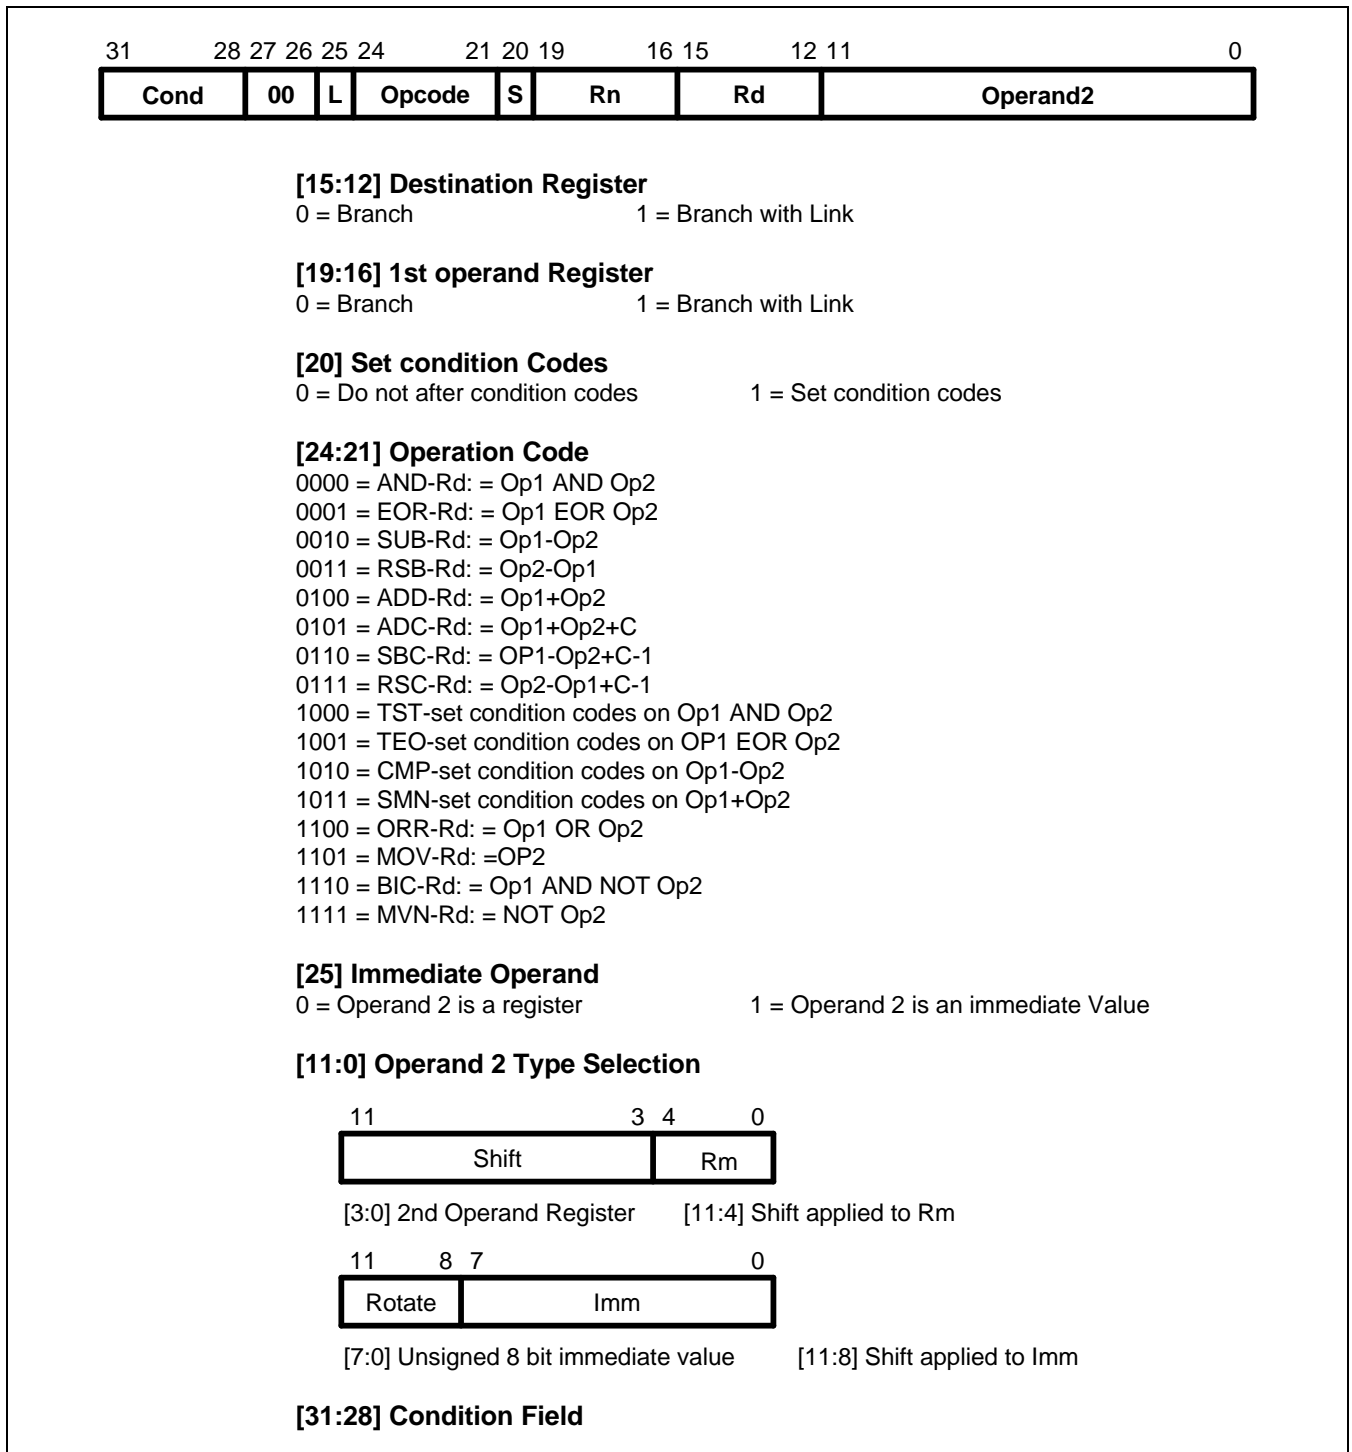 31 28 27 26 25 24 21 20 19 16 15 12 11 0
Cond 00 L Opcode S Rn Rd Operand2
[15:12] Destination Register
0 = Branch 1 = Branch with Link
[19:16] 1st operand Register
0 = Branch 1 = Branch with Link
[20] Set condition Codes
0 = Do not after condition codes 1 = Set condition codes
[24:21] Operation Code
0000 = AND-Rd: = Op1 AND Op2
0001 = EOR-Rd: = Op1 EOR Op2
0010 = SUB-Rd: = Op1-Op2
0011 = RSB-Rd: = Op2-Op1
0100 = ADD-Rd: = Op1+Op2
0101 = ADC-Rd: = Op1+Op2+C
0110 = SBC-Rd: = OP1-Op2+C-1
0111 = RSC-Rd: = Op2-Op1+C-1
1000 = TST-set condition codes on Op1 AND Op2
1001 = TEO-set condition codes on OP1 EOR Op2
1010 = CMP-set condition codes on Op1-Op2
1011 = SMN-set condition codes on Op1+Op2
1100 = ORR-Rd: = Op1 OR Op2
1101 = MOV-Rd: =OP2
1110 = BIC-Rd: = Op1 AND NOT Op2
1111 = MVN-Rd: = NOT Op2
[25] Immediate Operand
0 = Operand 2 is a register 1 = Operand 2 is an immediate Value
[11:0] Operand 2 Type Selection
11 3 4 0
Shift Rm
[3:0] 2nd Operand Register [11:4] Shift applied to Rm
11 8 7 0
Rotate Imm
[7:0] Unsigned 8 bit immediate value [11:8] Shift applied to Imm
[31:28] Condition Field